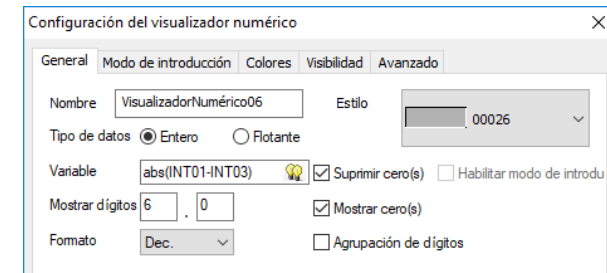 Configuración del visualizador numérico
General Modo de introducción Colores Visibilidad Avanzado
Nombre VisualizadorNumérico06 Estilo 00026
Tipo de datos Entero Flotante
Variable abs(INT01-INT03) Suprimir cero(s) Habilitar modo de introdu
Mostrar dígitos 6 . 0 Mostrar cero(s)
Formato Dec. Agrupación de dígitos